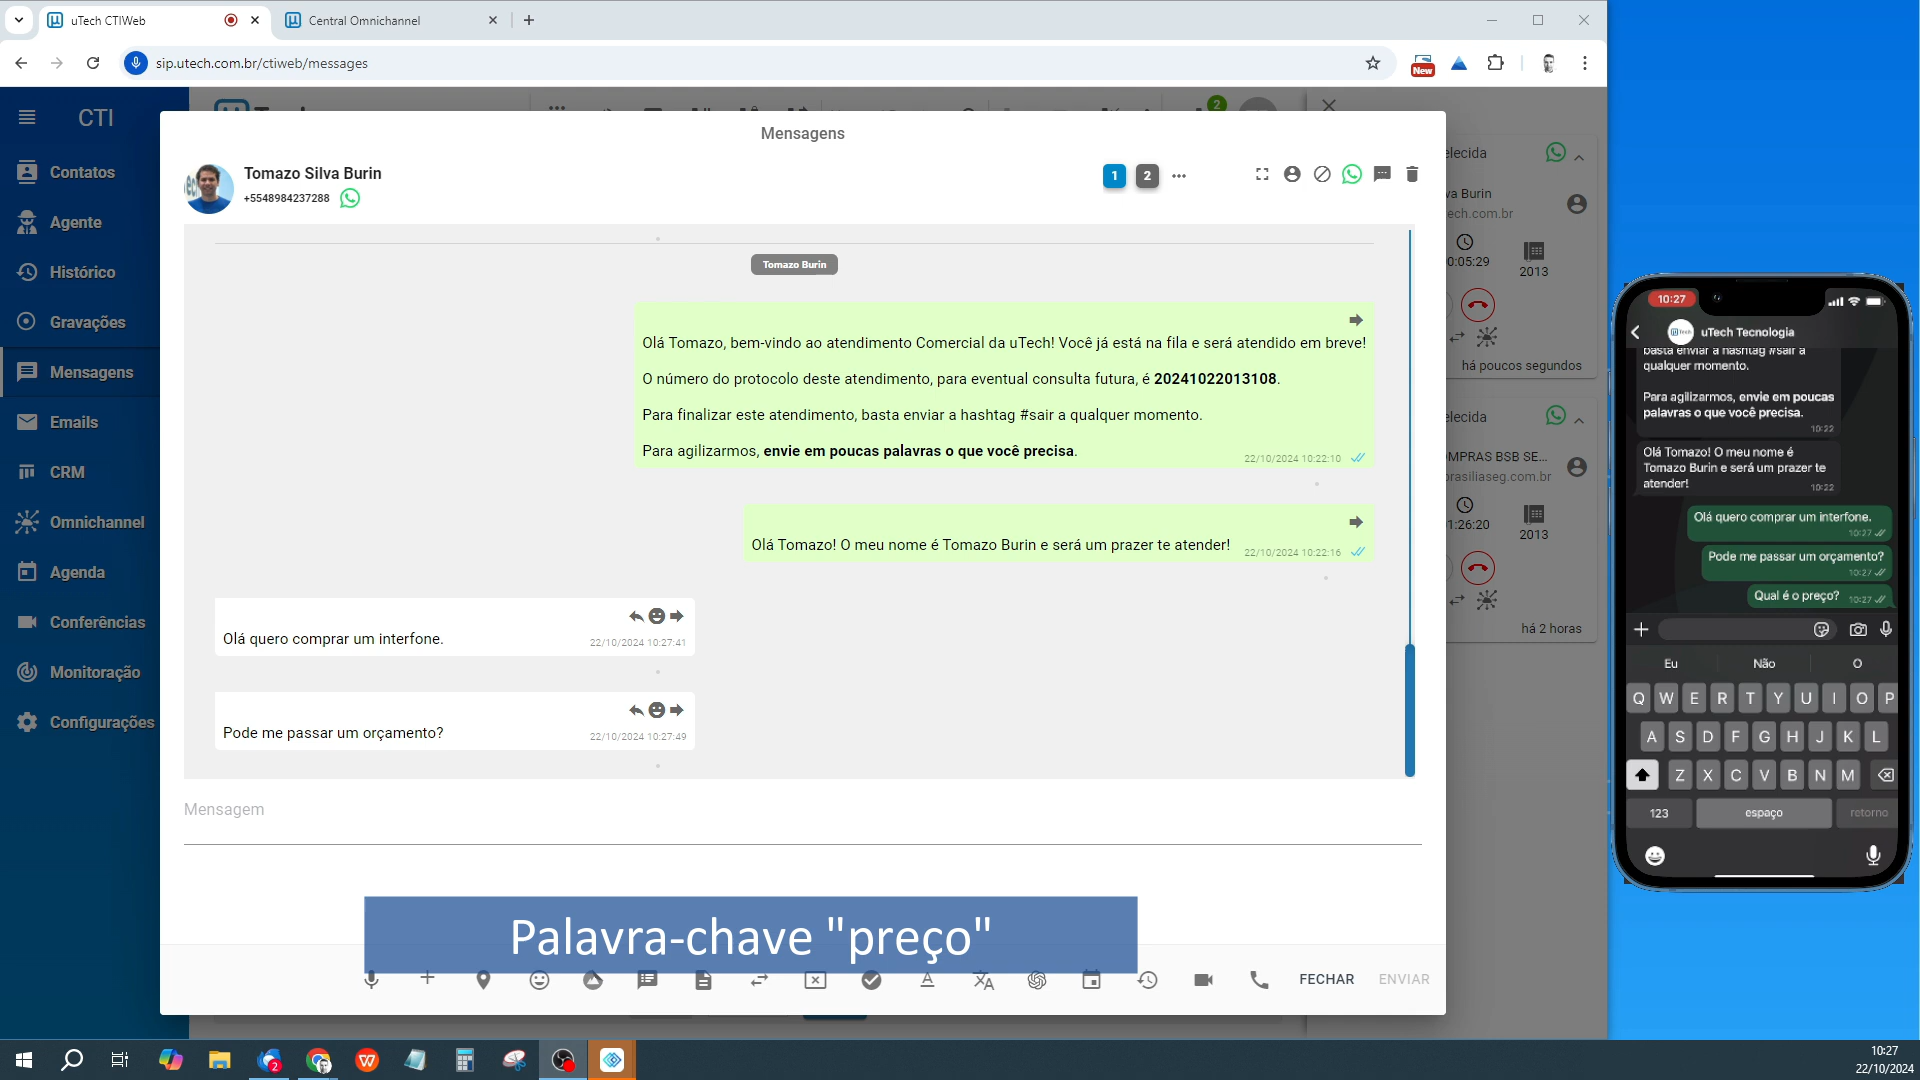 uTech CTIWeb
Central Omnichannel
sip.utech.com.br/ctiweb/messages
New
CTI
Contatos
Agente
Histórico
Gravações
Mensagens
Emails
CRM
Omnichannel
Agenda
Conferências
Monitoração
Configurações
2
Mensagens
Tomazo Silva Burin
+5548984237288
1
2
Tomazo Burin
Olá Tomazo, bem-vindo ao atendimento Comercial da uTech! Você já está na fila e será atendido em breve!
O número do protocolo deste atendimento, para eventual consulta futura, é 20241022013108.
Para finalizar este atendimento, basta enviar a hashtag #sair a qualquer momento.
Para agilizarmos, envie em poucas palavras o que você precisa.
22/10/2024 10:22:10
Olá Tomazo! O meu nome é Tomazo Burin e será um prazer te atender!
22/10/2024 10:22:16
Olá quero comprar um interfone.
22/10/2024 10:27:41
Pode me passar um orçamento?
22/10/2024 10:27:49
Mensagem
Palavra-chave "preço"
FECHAR
ENVIAR
elecida
va Burin
ech.com.br
0:05:29
2013
há poucos segundos
elecida
MPRAS BSB SE...
rasiliaseg.com.br
1:26:20
2013
há 2 horas
10:27
uTech Tecnologia
basta enviar a hashtag #sair a
qualquer momento.
Para agilizarmos, envie em poucas
palavras o que você precisa.
10:22
Olá Tomazo! O meu nome é
Tomazo Burin e será um prazer te
atender!
10:22
Olá quero comprar um interfone.
10:27
Pode me passar um orçamento?
10:27
Qual é o preço?
10:27
Eu
Não
O
Q W E R T Y U I O P
A S D F G H J K L
Z X C V B N M
123
espaço
retorno
2
10:27
22/10/2024